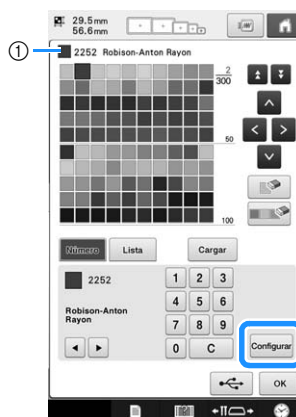 29.5mm
56.6mm
1
2252 Robison-Anton Rayon
2
300
50
100
Número Lista Cargar
2252
Robison-Anton
Rayon
1 2 3
4 5 6
7 8 9
0 C
Configurar
OK